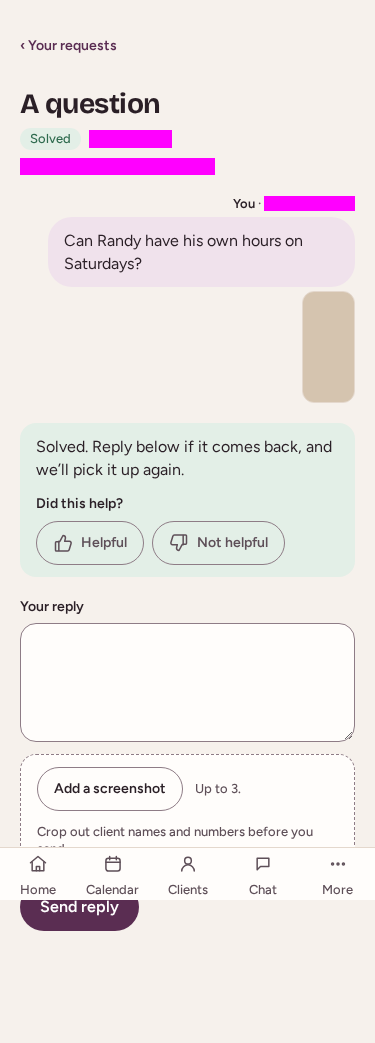 ‹ Your requests
A question
Solved
You ·
Can Randy have his own hours on
Saturdays?
Solved. Reply below if it comes back, and
we’ll pick it up again.
Did this help?
Helpful
Not helpful
Your reply
Add a screenshot
Up to 3.
Crop out client names and numbers before you
Home
Calendar
Clients
Chat
More
Send reply